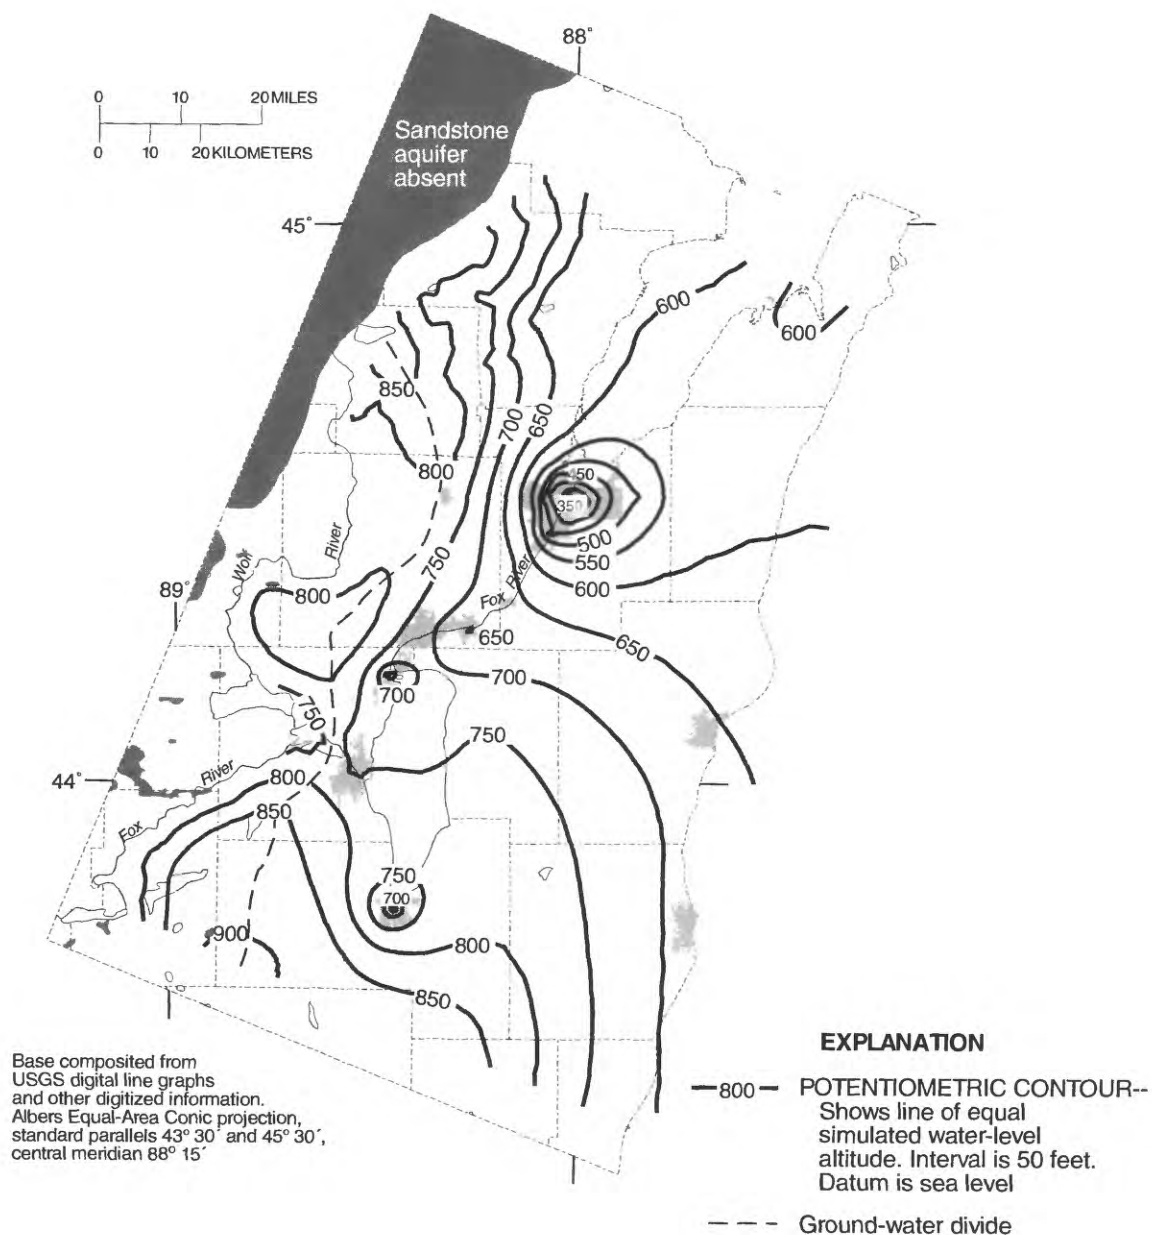 88°
0 10 20 MILES
0 10 20 KILOMETERS
Sandstone
aquifer
absent
45°
600
600
850
700
650
800
450
350
500
550
600
750
River
Wolf
800
89°
Fox River
650
650
700
700
750
750
44°
River
Fox
800
850
750
700
900
800
850
Base composited from
USGS digital line graphs
and other digitized information.
Albers Equal-Area Conic projection,
standard parallels 43° 30´ and 45° 30´,
central meridian 88° 15´
EXPLANATION
800 POTENTIOMETRIC CONTOUR--
Shows line of equal
simulated water-level
altitude. Interval is 50 feet.
Datum is sea level
Ground-water divide